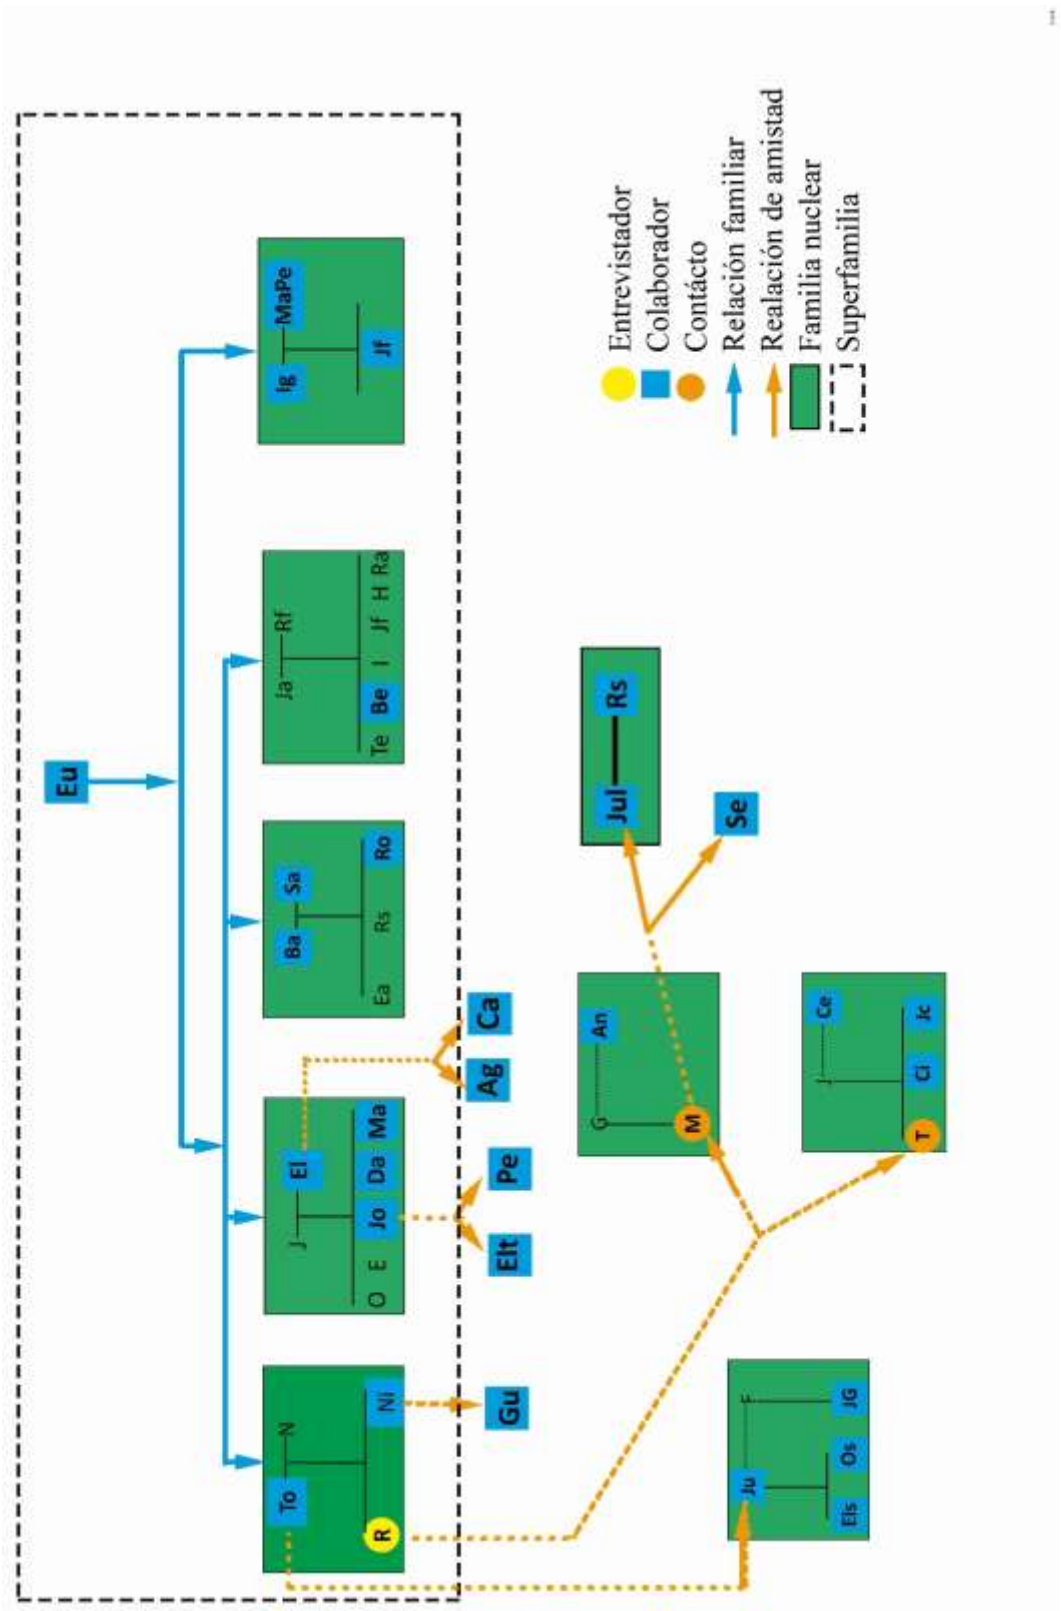 Eu
To N
R Ni
J El
O E Jo Da Ma
Ba Sa
Ea Rs Ro
Ja Rf
Te Be I Jf H Ra
Ig MaPe
Jf
Gu
Elt Pe
Ag Ca
Ju F
Els Os JG
G An
M
J Ce
T Ci Jc
Jul Rs
Se
Entrevistador
Colaborador
Contácto
Relación familiar
Realación de amistad
Familia nuclear
Superfamilia